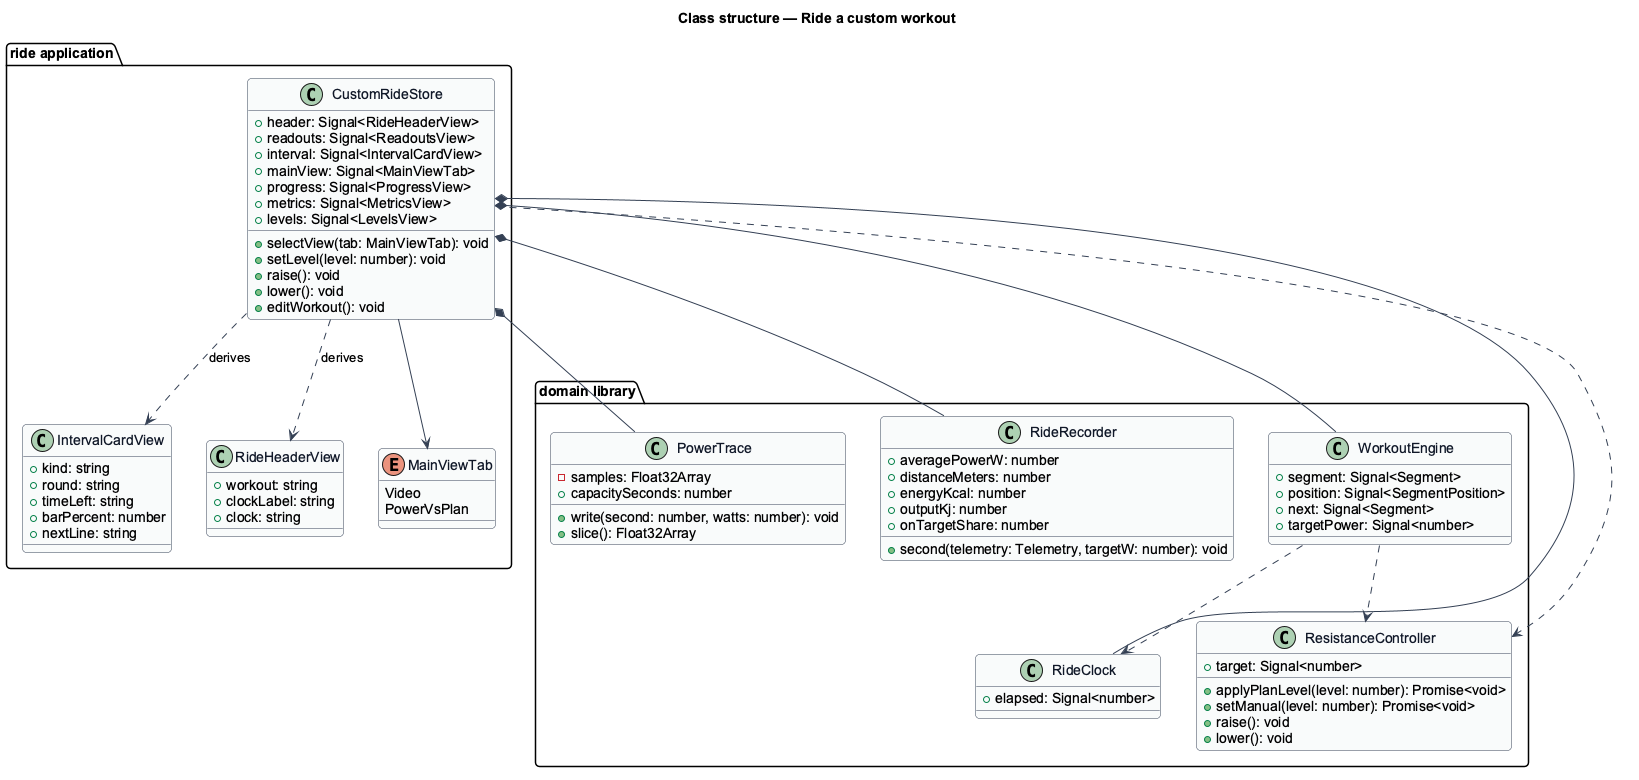 Class structure — Ride a custom workout
ride application
C CustomRideStore
header: Signal<RideHeaderView>
readouts: Signal<ReadoutsView>
interval: Signal<IntervalCardView>
mainView: Signal<MainViewTab>
progress: Signal<ProgressView>
metrics: Signal<MetricsView>
levels: Signal<LevelsView>
selectView(tab: MainViewTab): void
setLevel(level: number): void
raise(): void
lower(): void
editWorkout(): void
derives
derives
C IntervalCardView
kind: string
round: string
timeLeft: string
barPercent: number
nextLine: string
C RideHeaderView
workout: string
clockLabel: string
clock: string
E MainViewTab
Video
PowerVsPlan
domain library
C PowerTrace
samples: Float32Array
capacitySeconds: number
write(second: number, watts: number): void
slice(): Float32Array
C RideRecorder
averagePowerW: number
distanceMeters: number
energyKcal: number
outputKj: number
onTargetShare: number
second(telemetry: Telemetry, targetW: number): void
C WorkoutEngine
segment: Signal<Segment>
position: Signal<SegmentPosition>
next: Signal<Segment>
targetPower: Signal<number>
C RideClock
elapsed: Signal<number>
C ResistanceController
target: Signal<number>
applyPlanLevel(level: number): Promise<void>
setManual(level: number): Promise<void>
raise(): void
lower(): void